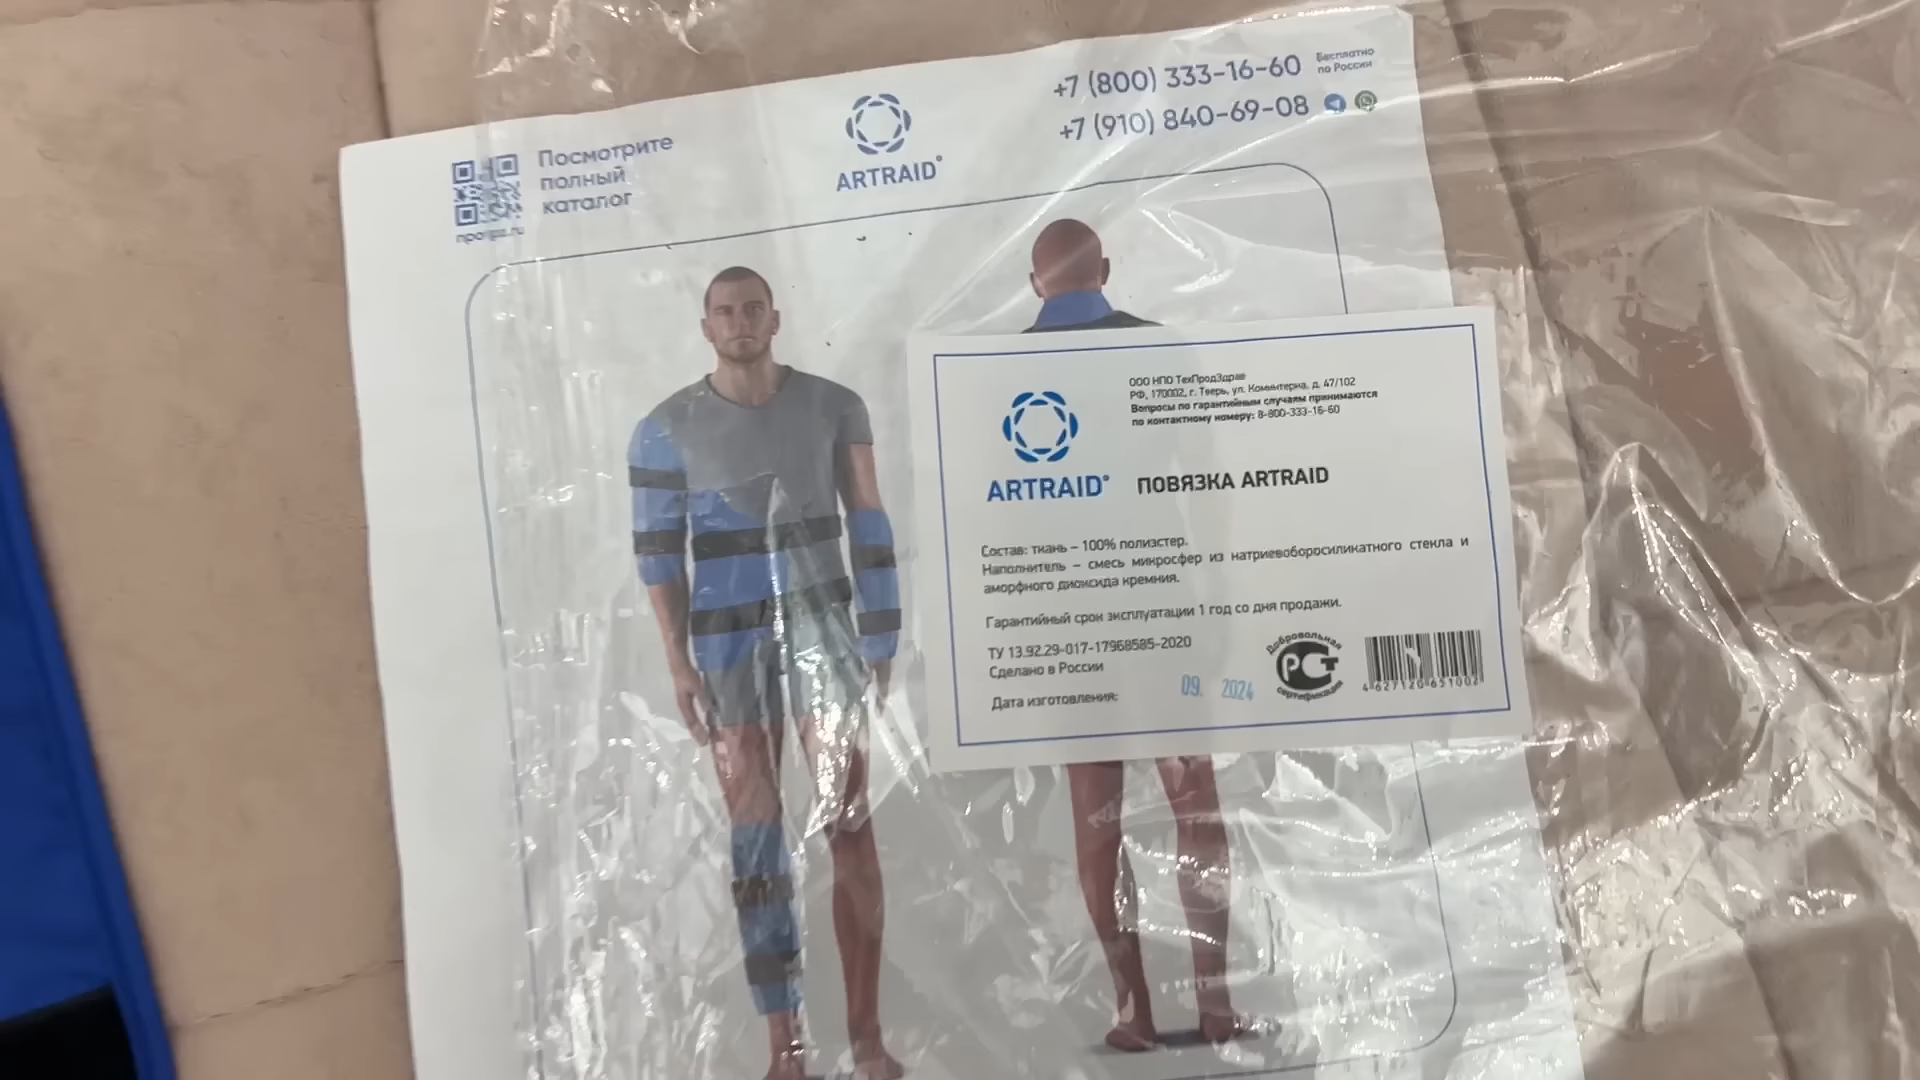 Посмотрите
полный
каталог
ARTRAID®
+7 (800) 333-16-60
Бесплатно
по России
+7 (910) 840-69-08
ООО НПО ТехПродЗдрав
РФ, 170002, г. Тверь, ул. Коминтерна, д. 47/102
Вопросы по гарантийным случаям принимаются
по контактному номеру: 8-800-333-16-60
ARTRAID®
ПОВЯЗКА ARTRAID
Состав: ткань – 100% полиэстер.
Наполнитель – смесь микросфер из натриевоборосиликатного стекла и
аморфного диоксида кремния.
Гарантийный срок эксплуатации 1 год со дня продажи.
ТУ 13.92.29-017-17968585-2020
Сделано в России
Дата изготовления: 09. 2024
Добровольная
РСТ
сертификация
4627120651002